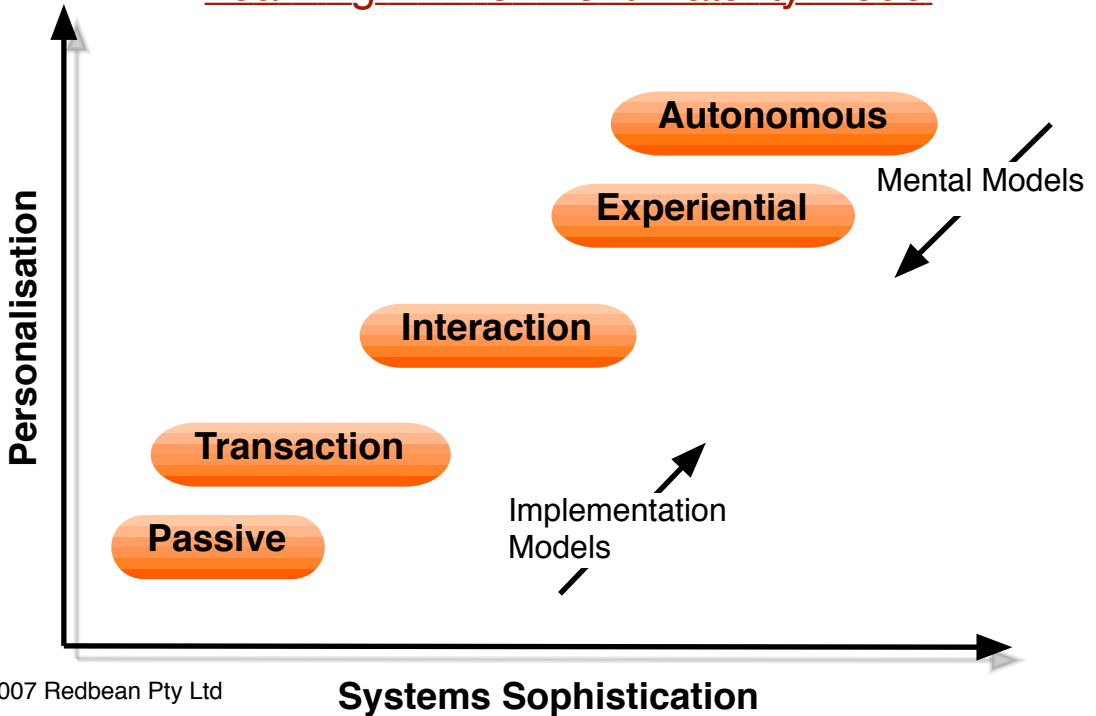 Autonomous
Mental Models
Experiential
Personalisation
Interaction
Transaction
Implementation
Models
Passive
007 Redbean Pty Ltd
Systems Sophistication